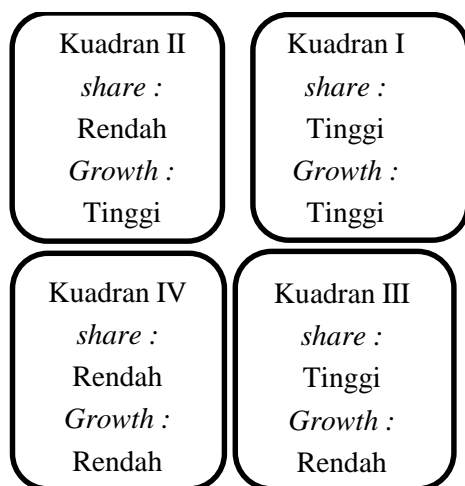 Kuadran II
share :
Rendah
Growth :
Tinggi
Kuadran I
share :
Tinggi
Growth :
Tinggi
Kuadran IV
share :
Rendah
Growth :
Rendah
Kuadran III
share :
Tinggi
Growth :
Rendah